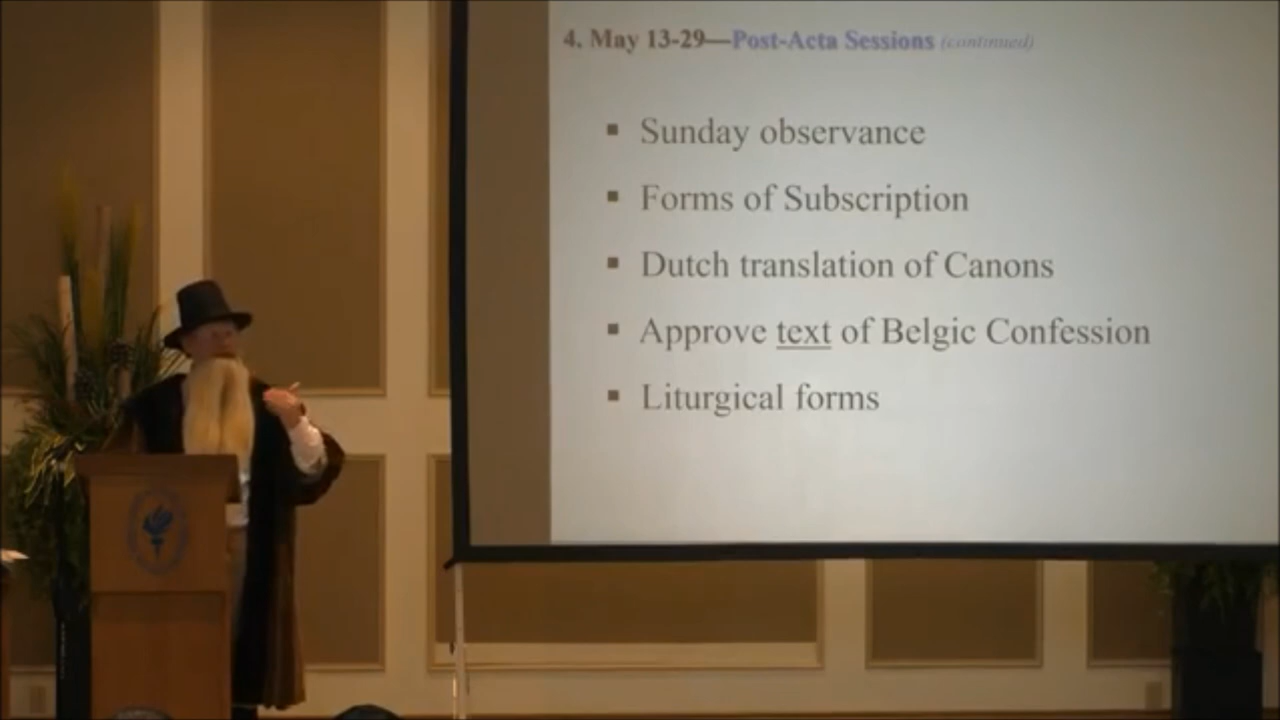 4. May 13-29—Post-Acta Sessions (continued)
Sunday observance
Forms of Subscription
Dutch translation of Canons
Approve text of Belgic Confession
Liturgical forms